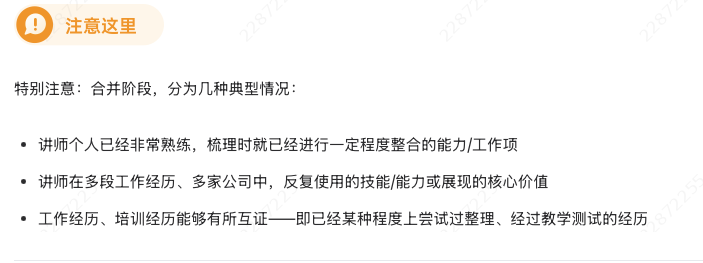 注意这里
特别注意：合并阶段，分为几种典型情况：
讲师个人已经非常熟练，梳理时就已经进行一定程度整合的能力/工作项
讲师在多段工作经历、多家公司中，反复使用的技能/能力或展现的核心价值
工作经历、培训经历能够有所互证——即已经某种程度上尝试过整理、经过教学测试的经历